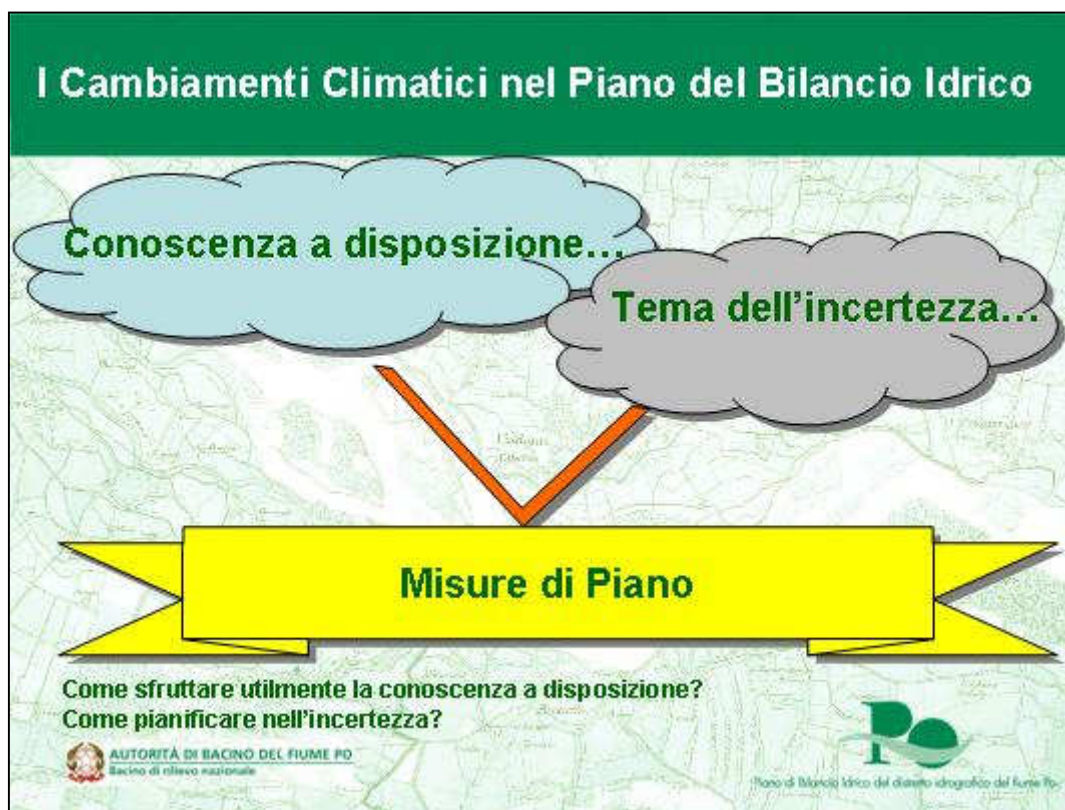 I Cambiamenti Climatici nel Piano del Bilancio Idrico
Conoscenza a disposizione…
Tema dell'incertezza…
Misure di Piano
Come sfruttare utilmente la conoscenza a disposizione?
Come pianificare nell'incertezza?
AUTORITÀ DI BACINO DEL FIUME PO
Bacino di rilievo nazionale
Po
Piano di Bilancio Idrico del distretto idrografico del fiume Po